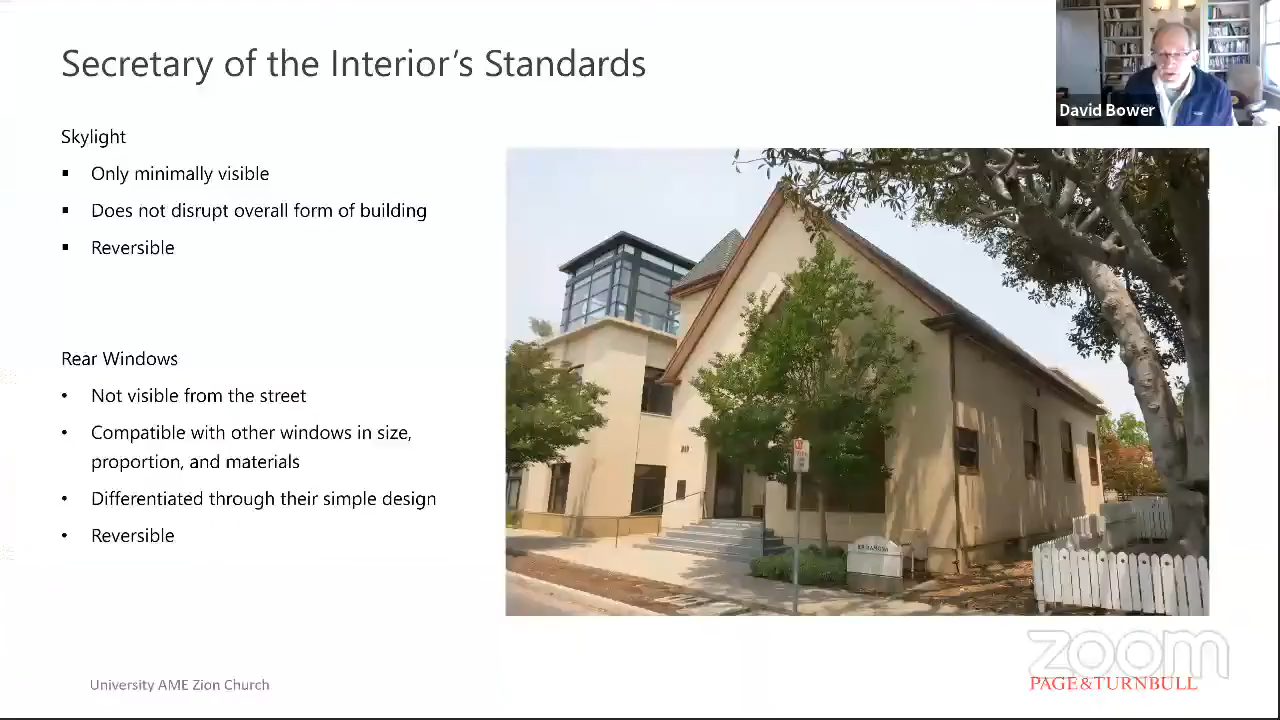 Secretary of the Interior's Standards
David Bower
Skylight
▪ Only minimally visible
▪ Does not disrupt overall form of building
▪ Reversible
Rear Windows
• Not visible from the street
• Compatible with other windows in size,
proportion, and materials
• Differentiated through their simple design
• Reversible
University AME Zion Church
zoom
PAGE&TURNBULL